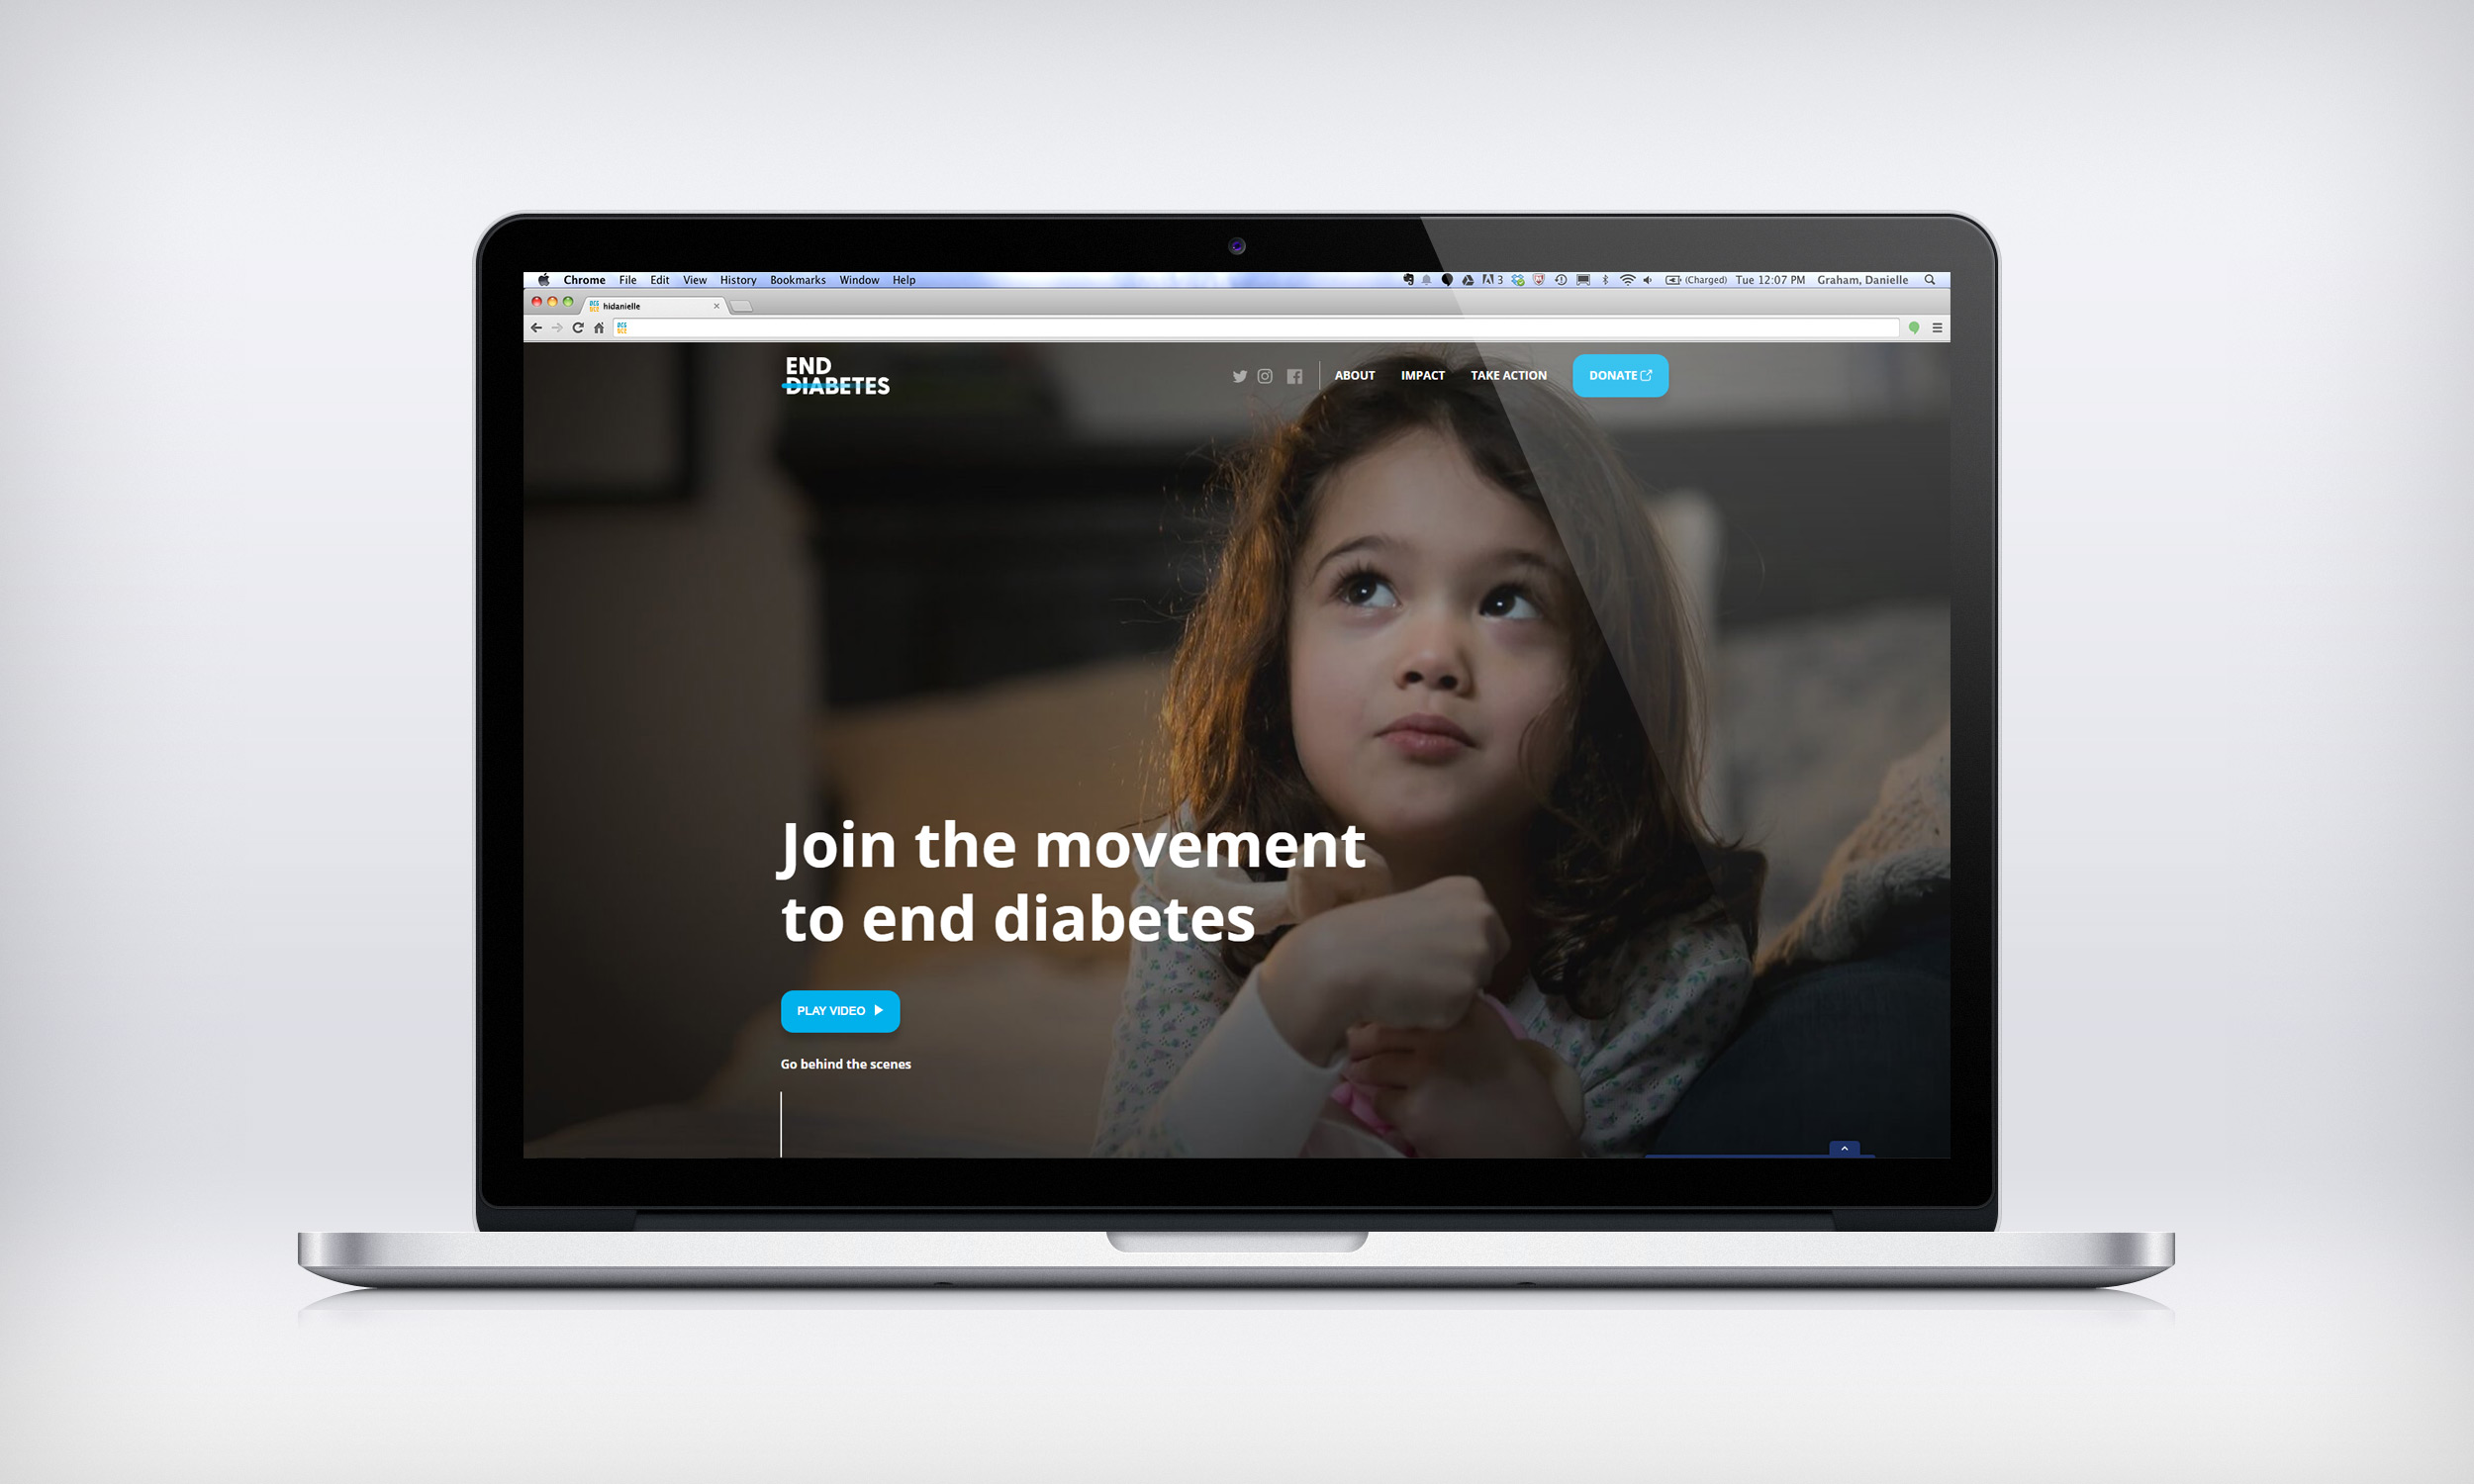 Chrome File Edit View History Bookmarks Window Help 3 (Charged) Tue 12:07 PM Graham, Danielle
hidanielle
END
DIABETES
ABOUT IMPACT TAKE ACTION DONATE
Join the movement
to end diabetes
PLAY VIDEO
Go behind the scenes